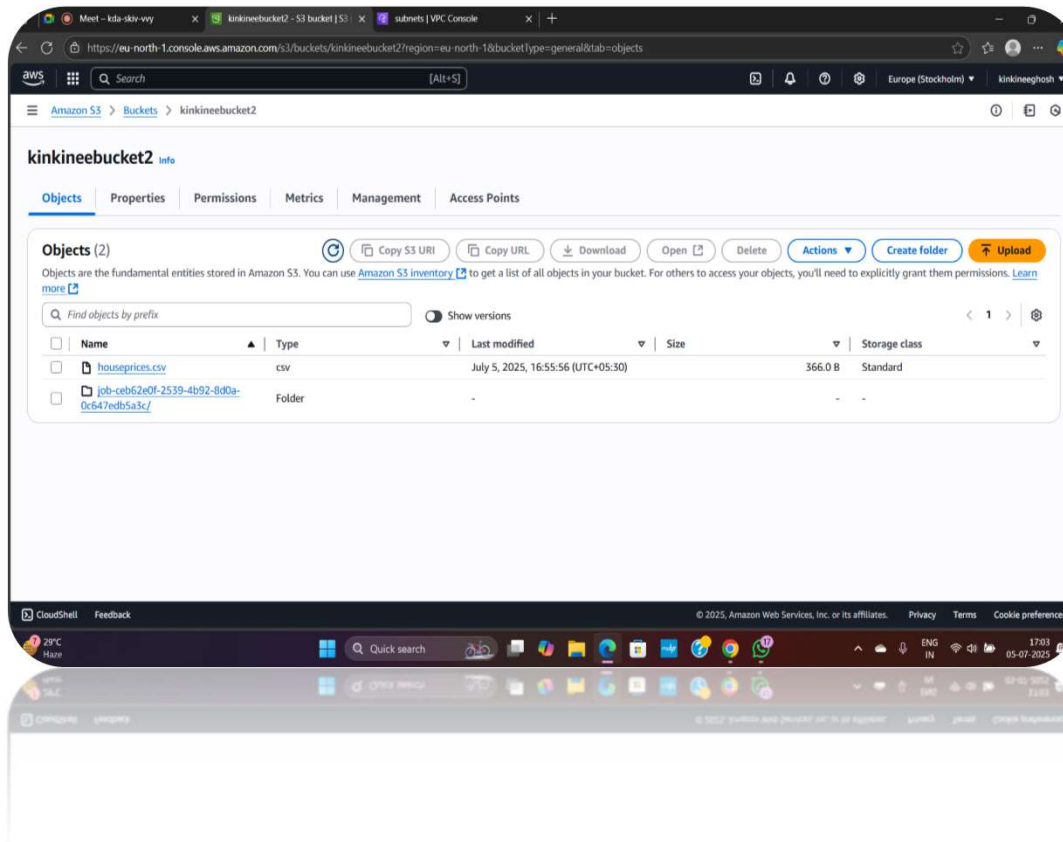 Meet – kda-skiv-vvy
kinkineebucket2 - S3 bucket | S3 |
subnets | VPC Console
https://eu-north-1.console.aws.amazon.com/s3/buckets/kinkineebucket2?region=eu-north-1&bucketType=general&tab=objects
aws
Search
[Alt+S]
Europe (Stockholm)
kinkineeghosh
Amazon S3 > Buckets > kinkineebucket2
kinkineebucket2 Info
Objects Properties Permissions Metrics Management Access Points
Objects (2)
Copy S3 URI Copy URL Download Open Delete Actions Create folder Upload
Objects are the fundamental entities stored in Amazon S3. You can use Amazon S3 inventory to get a list of all objects in your bucket. For others to access your objects, you'll need to explicitly grant them permissions. Learn
more
Find objects by prefix
Show versions
1
Name Type Last modified Size Storage class
houseprices.csv csv July 5, 2025, 16:55:56 (UTC+05:30) 366.0 B Standard
job-ceb62e0f-2539-4b92-8d0a-
0c647edb5a3c/ Folder - - -
CloudShell Feedback © 2025, Amazon Web Services, Inc. or its affiliates. Privacy Terms Cookie preference
29°C
Haze
Quick search
ENG
IN
17:03
05-07-2025